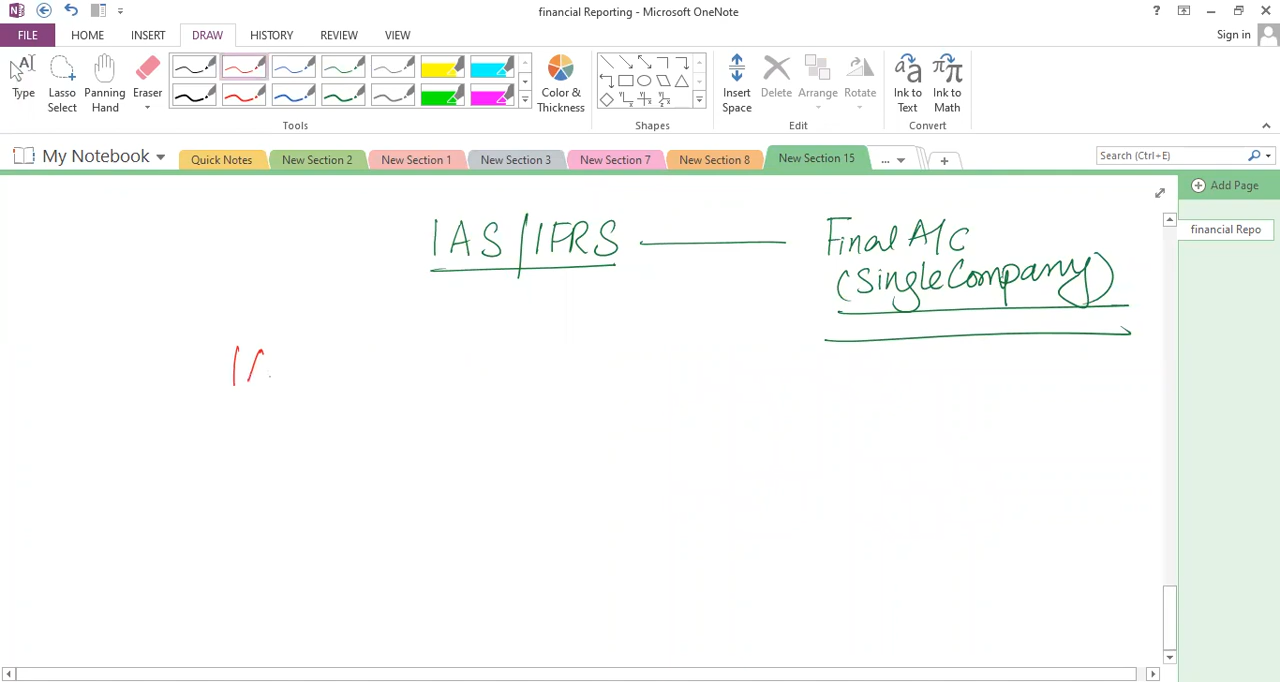 financial Reporting - Microsoft OneNote
?
Sign in
FILE HOME INSERT DRAW HISTORY REVIEW VIEW
Type
Lasso Select
Panning Hand
Eraser
Color & Thickness
Insert Space
Delete
Arrange
Rotate
Ink to Text
Ink to Math
Tools
Shapes
Edit
Convert
My Notebook
Quick Notes
New Section 2
New Section 1
New Section 3
New Section 7
New Section 8
New Section 15
...
Search (Ctrl+E)
Add Page
financial Repo
IAS/IFRS
Final A/C
(Single Company)